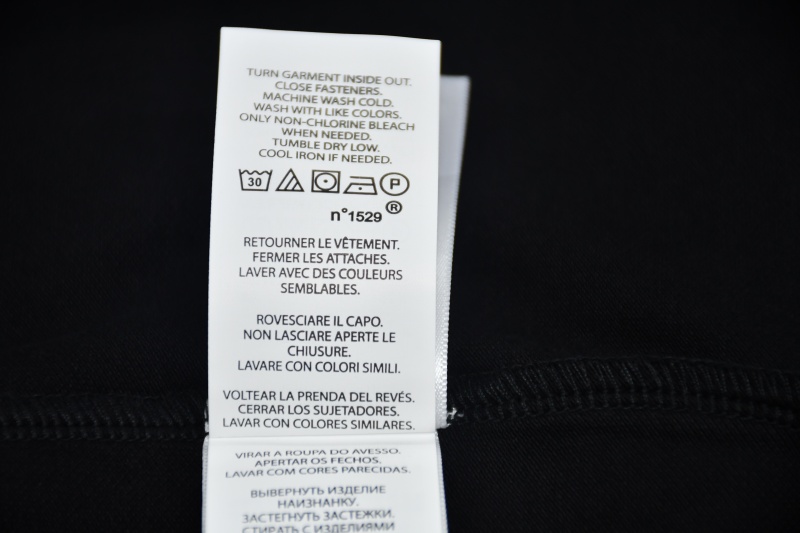 TURN GARMENT INSIDE OUT.
CLOSE FASTENERS.
MACHINE WASH COLD.
WASH WITH LIKE COLORS.
ONLY NON-CHLORINE BLEACH
WHEN NEEDED.
TUMBLE DRY LOW.
COOL IRON IF NEEDED.
30 P
n°1529 ®
RETOURNER LE VÊTEMENT.
FERMER LES ATTACHES.
LAVER AVEC DES COULEURS
SEMBLABLES.
ROVESCIARE IL CAPO.
NON LASCIARE APERTE LE
CHIUSURE.
LAVARE CON COLORI SIMILI.
VOLTEAR LA PRENDA DEL REVÉS.
CERRAR LOS SUJETADORES.
LAVAR CON COLORES SIMILARES.
VIRAR A ROUPA DO AVESSO.
APERTAR OS FECHOS.
LAVAR COM CORES PARECIDAS.
ВЫВЕРНУТЬ ИЗДЕЛИЕ
НАИЗНАНКУ.
ЗАСТЕГНУТЬ ЗАСТЕЖКИ.
СТИРАТЬ С ИЗДЕЛИЯМИ